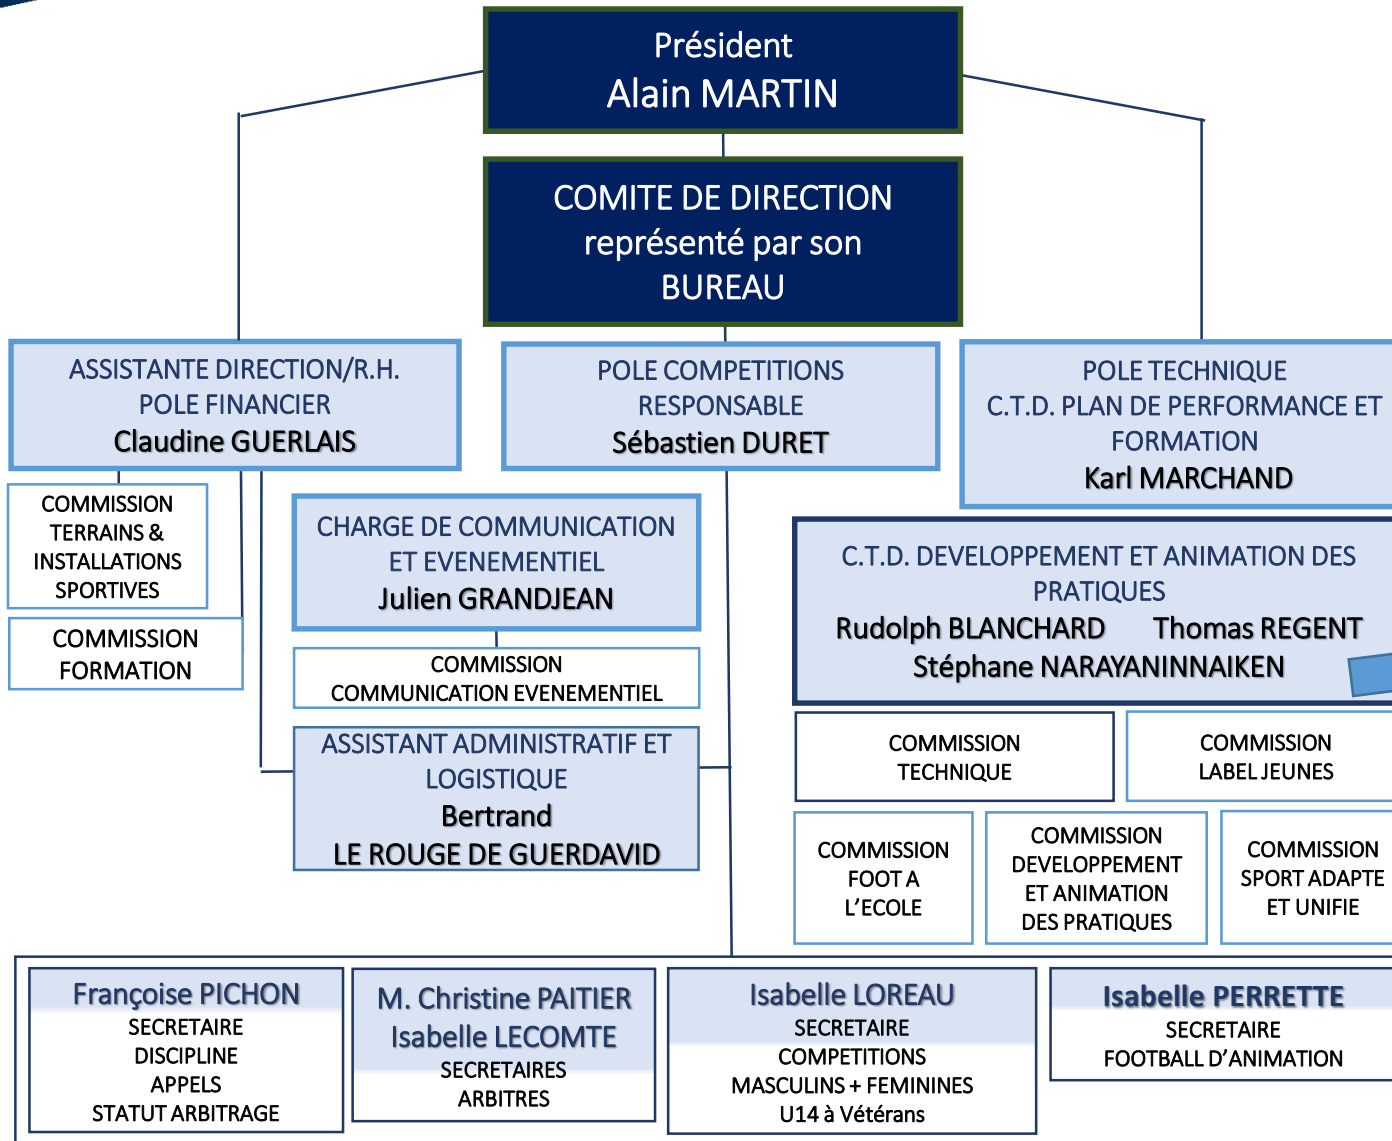 Président
Alain MARTIN
COMITE DE DIRECTION
représenté par son
BUREAU
ASSISTANTE DIRECTION/R.H.
POLE FINANCIER
Claudine GUERLAIS
POLE COMPETITIONS
RESPONSABLE
Sébastien DURET
POLE TECHNIQUE
C.T.D. PLAN DE PERFORMANCE ET
FORMATION
Karl MARCHAND
COMMISSION
TERRAINS &
INSTALLATIONS
SPORTIVES
COMMISSION
FORMATION
CHARGE DE COMMUNICATION
ET EVENEMENTIEL
Julien GRANDJEAN
COMMISSION
COMMUNICATION EVENEMENTIEL
ASSISTANT ADMINISTRATIF ET
LOGISTIQUE
Bertrand
LE ROUGE DE GUERDAVID
C.T.D. DEVELOPPEMENT ET ANIMATION DES
PRATIQUES
Rudolph BLANCHARD Thomas REGENT
Stéphane NARAYANINNAIKEN
COMMISSION
TECHNIQUE
COMMISSION
LABEL JEUNES
COMMISSION
FOOT A
L’ECOLE
COMMISSION
DEVELOPPEMENT
ET ANIMATION
DES PRATIQUES
COMMISSION
SPORT ADAPTE
ET UNIFIE
Françoise PICHON
SECRETAIRE
DISCIPLINE
APPELS
STATUT ARBITRAGE
M. Christine PAITIER
Isabelle LECOMTE
SECRETAIRES
ARBITRES
Isabelle LOREAU
SECRETAIRE
COMPETITIONS
MASCULINS + FEMININES
U14 à Vétérans
Isabelle PERRETTE
SECRETAIRE
FOOTBALL D’ANIMATION